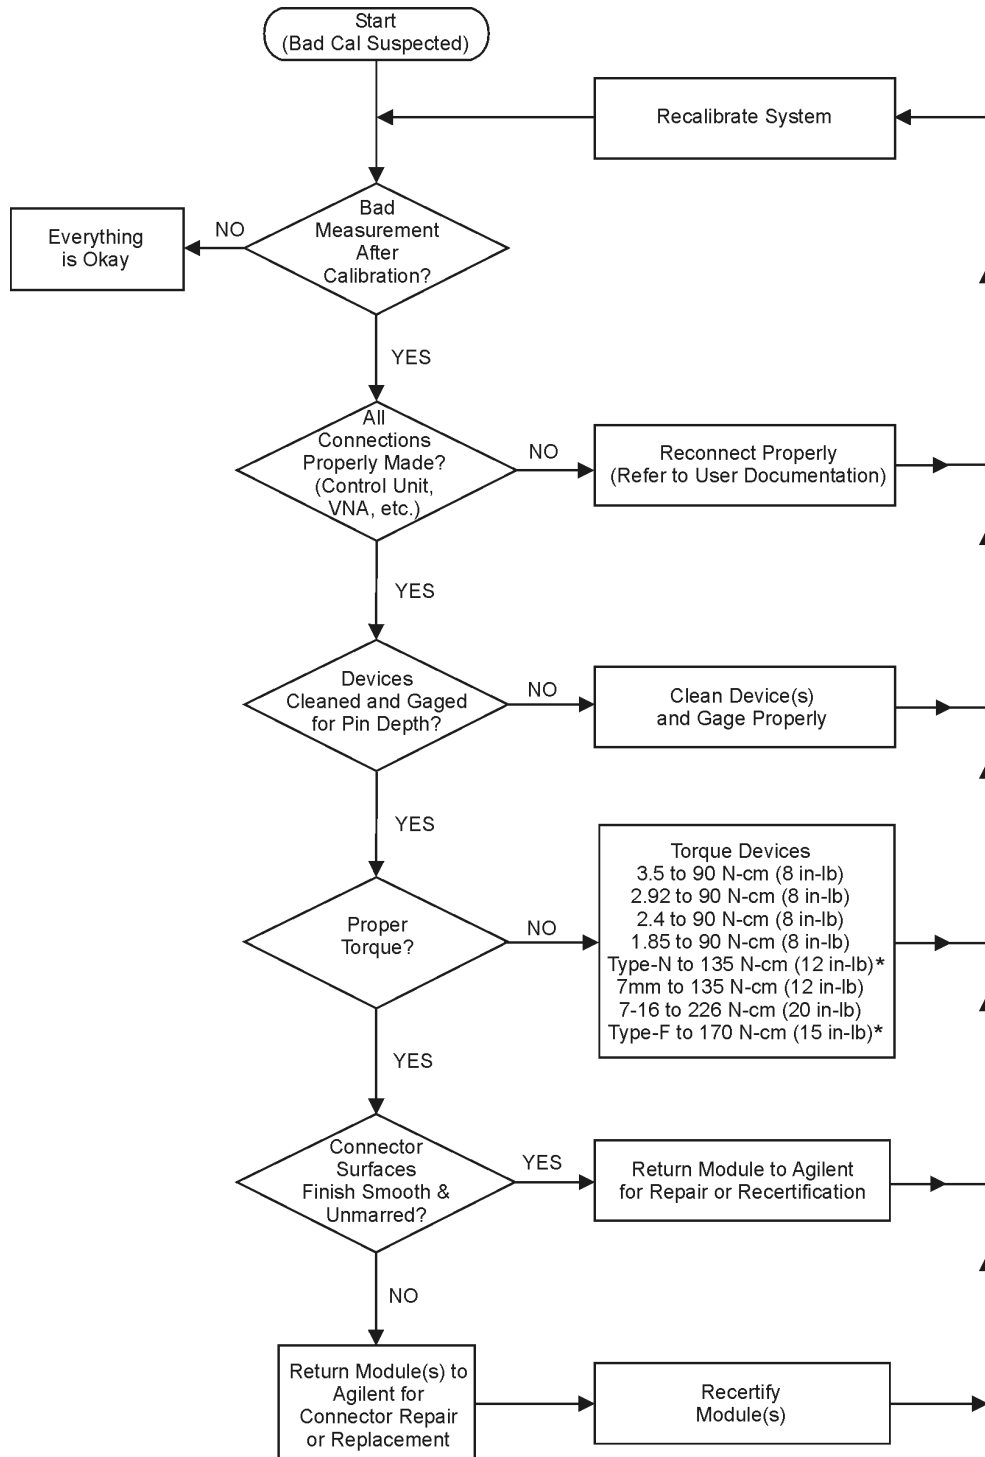 Start
(Bad Cal Suspected)
Recalibrate System
Bad
Measurement
After
Calibration?
NO
Everything
is Okay
YES
All
Connections
Properly Made?
(Control Unit,
VNA, etc.)
NO
Reconnect Properly
(Refer to User Documentation)
YES
Devices
Cleaned and Gaged
for Pin Depth?
NO
Clean Device(s)
and Gage Properly
YES
Proper
Torque?
NO
Torque Devices
3.5 to 90 N-cm (8 in-lb)
2.92 to 90 N-cm (8 in-lb)
2.4 to 90 N-cm (8 in-lb)
1.85 to 90 N-cm (8 in-lb)
Type-N to 135 N-cm (12 in-lb)*
7mm to 135 N-cm (12 in-lb)
7-16 to 226 N-cm (20 in-lb)
Type-F to 170 N-cm (15 in-lb)*
YES
Connector
Surfaces
Finish Smooth &
Unmarred?
YES
Return Module to Agilent
for Repair or Recertification
NO
Return Module(s) to
Agilent for
Connector Repair
or Replacement
Recertify
Module(s)